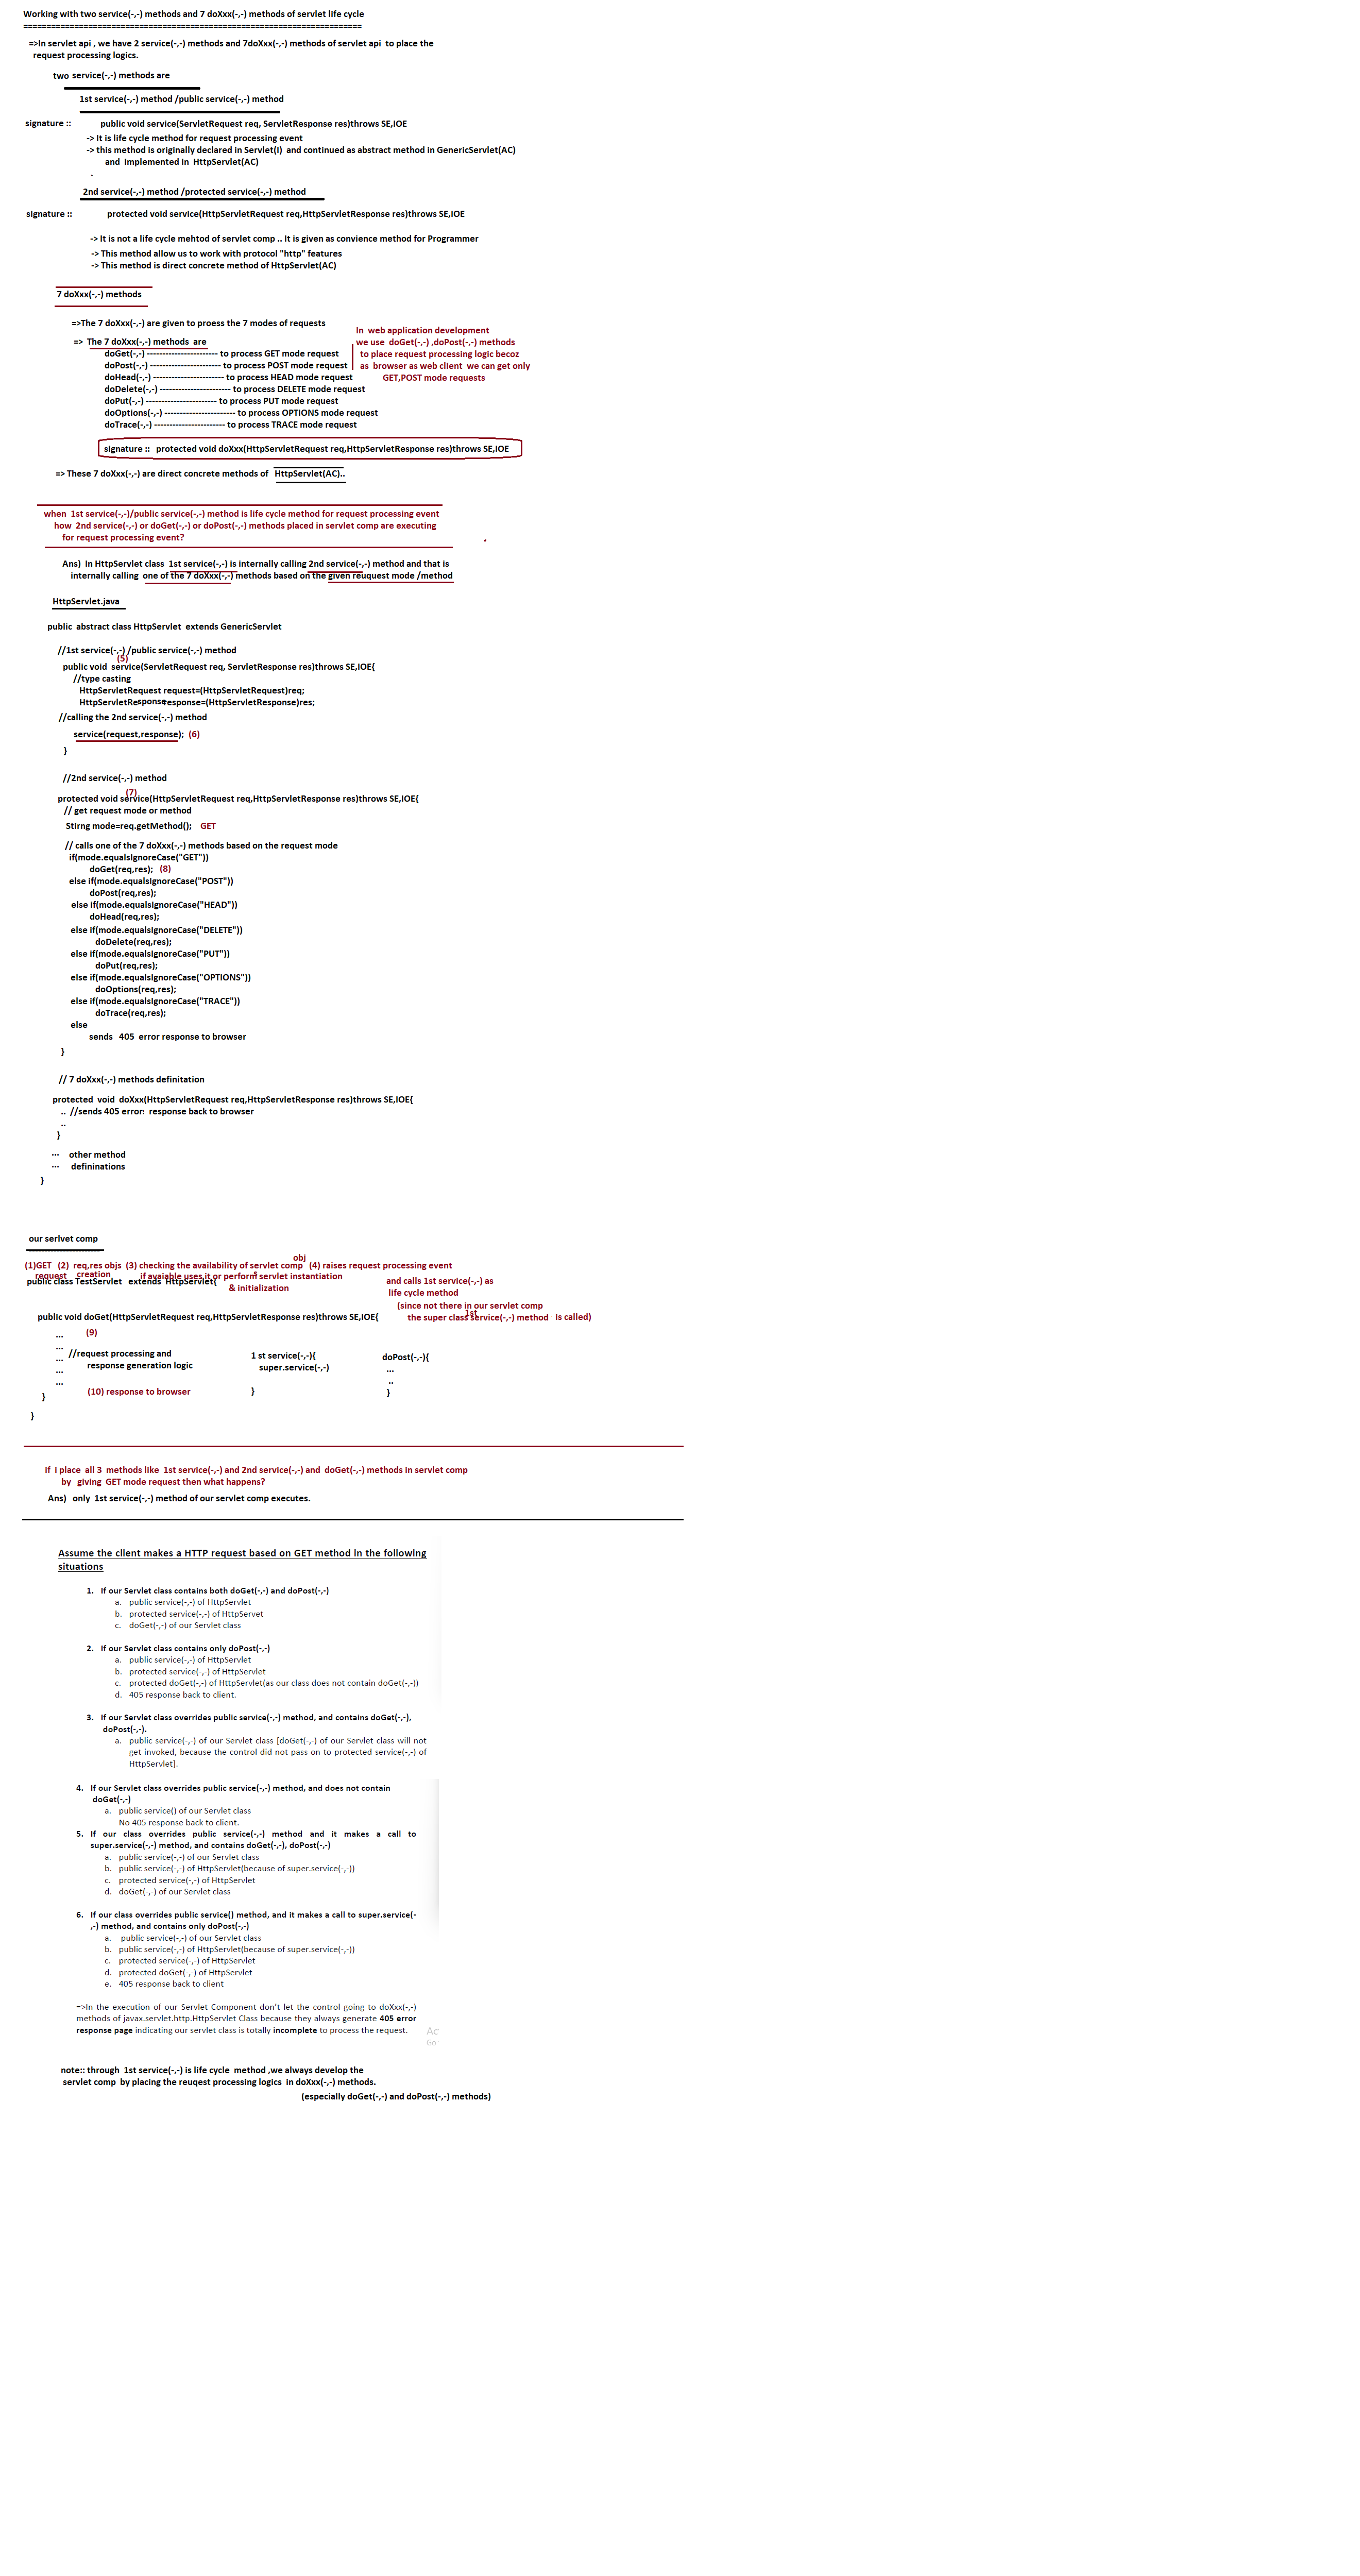 Working with two service(-,-) methods and 7 doXxx(-,-) methods of servlet life cycle
==========================================================================
=>In servlet api , we have 2 service(-,-) methods and 7doXxx(-,-) methods of servlet api  to place the
request processing logics.
two service(-,-) methods are
1st service(-,-) method /public service(-,-) method
signature ::    public void service(ServletRequest req, ServletResponse res)throws SE,IOE
-> It is life cycle method for request processing event
-> this method is originally declared in Servlet(I)  and continued as abstract method in GenericServlet(AC)
and  implemented in  HttpServlet(AC)
.
2nd service(-,-) method /protected service(-,-) method
signature ::    protected void service(HttpServletRequest req,HttpServletResponse res)throws SE,IOE
-> It is not a life cycle mehtod of servlet comp .. It is given as convience method for Programmer
-> This method allow us to work with protocol "http" features
-> This method is direct concrete method of HttpServlet(AC)
7 doXxx(-,-) methods
=>The 7 doXxx(-,-) are given to proess the 7 modes of requests
=>  The 7 doXxx(-,-) methods  are
doGet(-,-) ----------------------- to process GET mode request
doPost(-,-) ----------------------- to process POST mode request
doHead(-,-) ----------------------- to process HEAD mode request
doDelete(-,-) ----------------------- to process DELETE mode request
doPut(-,-) ----------------------- to process PUT mode request
doOptions(-,-) ----------------------- to process OPTIONS mode request
doTrace(-,-) ----------------------- to process TRACE mode request
In  web application development
we use  doGet(-,-) ,doPost(-,-) methods
to place request processing logic becoz
as  browser as web client  we can get only
GET,POST mode requests
signature ::   protected void doXxx(HttpServletRequest req,HttpServletResponse res)throws SE,IOE
=> These 7 doXxx(-,-) are direct concrete methods of   HttpServlet(AC)..
when  1st service(-,-)/public service(-,-) method is life cycle method for request processing event
how  2nd service(-,-) or doGet(-,-) or doPost(-,-) methods placed in servlet comp are executing
for request processing event?
Ans)  In HttpServlet class  1st service(-,-) is internally calling 2nd service(-,-) method and that is
internally calling  one of the 7 doXxx(-,-) methods based on the given reuquest mode /method
HttpServlet.java
public  abstract class HttpServlet  extends GenericServlet
//1st service(-,-) /public service(-,-) method
(5)
public void  service(ServletRequest req, ServletResponse res)throws SE,IOE{
//type casting
HttpServletRequest request=(HttpServletRequest)req;
HttpServletResponse response=(HttpServletResponse)res;
//calling the 2nd service(-,-) method
service(request,response);  (6)
}
//2nd service(-,-) method
(7)
protected void service(HttpServletRequest req,HttpServletResponse res)throws SE,IOE{
// get request mode or method
Stirng mode=req.getMethod();    GET
// calls one of the 7 doXxx(-,-) methods based on the request mode
if(mode.equalsIgnoreCase("GET"))
doGet(req,res);   (8)
else if(mode.equalsIgnoreCase("POST"))
doPost(req,res);
else if(mode.equalsIgnoreCase("HEAD"))
doHead(req,res);
else if(mode.equalsIgnoreCase("DELETE"))
doDelete(req,res);
else if(mode.equalsIgnoreCase("PUT"))
doPut(req,res);
else if(mode.equalsIgnoreCase("OPTIONS"))
doOptions(req,res);
else if(mode.equalsIgnoreCase("TRACE"))
doTrace(req,res);
else
sends   405  error response to browser
}
// 7 doXxx(-,-) methods definitation
protected  void  doXxx(HttpServletRequest req,HttpServletResponse res)throws SE,IOE{
..  //sends 405 error  response back to browser
..
}
...    other method
...    defininations
}
our serlvet comp
obj
(1)GET   (2)  req,res objs  (3) checking the availability of servlet comp   (4) raises request processing event
request    creation    if avaiable uses it or perform servlet instantiation
public class TestServlet   extends  HttpServlet{
& initialization
and calls 1st service(-,-) as
life cycle method
(since not there in our servlet comp
1st
the super class service(-,-) method   is called)
public void doGet(HttpServletRequest req,HttpServletResponse res)throws SE,IOE{
(9)
...
...
...  //request processing and
response generation logic
...
...
(10) response to browser
}
}
1 st service(-,-){
super.service(-,-)
}
doPost(-,-){
...
..
}
if  i place  all 3  methods like  1st service(-,-) and 2nd service(-,-) and  doGet(-,-) methods in servlet comp
by   giving  GET mode request then what happens?
Ans)   only  1st service(-,-) method of our servlet comp executes.
Assume the client makes a HTTP request based on GET method in the following
situations
1.   If our Servlet class contains both doGet(-,-) and doPost(-,-)
a.   public service(-,-) of HttpServlet
b.   protected service(-,-) of HttpServet
c.   doGet(-,-) of our Servlet class
2.   If our Servlet class contains only doPost(-,-)
a.   public service(-,-) of HttpServlet
b.   protected service(-,-) of HttpServlet
c.   protected doGet(-,-) of HttpServlet(as our class does not contain doGet(-,-))
d.   405 response back to client.
3.   If our Servlet class overrides public service(-,-) method, and contains doGet(-,-),
doPost(-,-).
a.   public service(-,-) of our Servlet class [doGet(-,-) of our Servlet class will not
get invoked, because the control did not pass on to protected service(-,-) of
HttpServlet].
4.   If our Servlet class overrides public service(-,-) method, and does not contain
doGet(-,-)
a.   public service() of our Servlet class
No 405 response back to client.
5.   If our class overrides public service(-,-) method and it makes a call to
super.service(-,-) method, and contains doGet(-,-), doPost(-,-)
a.   public service(-,-) of our Servlet class
b.   public service(-,-) of HttpServlet(because of super.service(-,-))
c.   protected service(-,-) of HttpServlet
d.   doGet(-,-) of our Servlet class
6.   If our class overrides public service() method, and it makes a call to super.service(-
,-) method, and contains only doPost(-,-)
a.   public service(-,-) of our Servlet class
b.   public service(-,-) of HttpServlet(because of super.service(-,-))
c.   protected service(-,-) of HttpServlet
d.   protected doGet(-,-) of HttpServlet
e.   405 response back to client
=>In the execution of our Servlet Component don't let the control going to doXxx(-,-)
methods of javax.servlet.http.HttpServlet Class because they always generate 405 error
response page indicating our servlet class is totally incomplete to process the request.
Ac
Go
note:: through  1st service(-,-) is life cycle  method ,we always develop the
servlet comp  by placing the reuqest processing logics  in doXxx(-,-) methods.
(especially doGet(-,-) and doPost(-,-) methods)